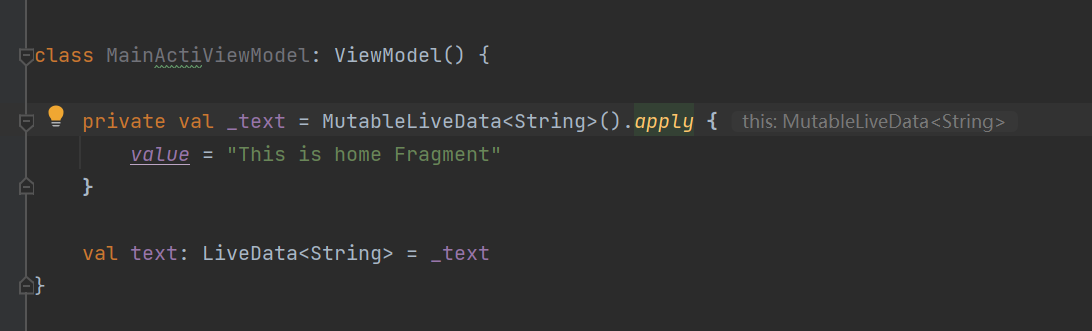 class MainActiViewModel: ViewModel() {
private val _text = MutableLiveData<String>().apply { this: MutableLiveData<String>
value = "This is home Fragment"
}
val text: LiveData<String> = _text
}